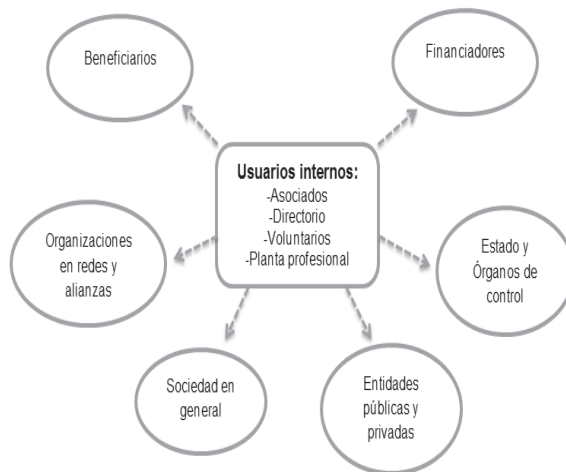 Beneficiarios
Financiadores
Usuarios internos:
-Asociados
-Directorio
-Voluntarios
-Planta profesional
Organizaciones
en redes y
alianzas
Estado y
Órganos de
control
Sociedad en
general
Entidades
públicas y
privadas